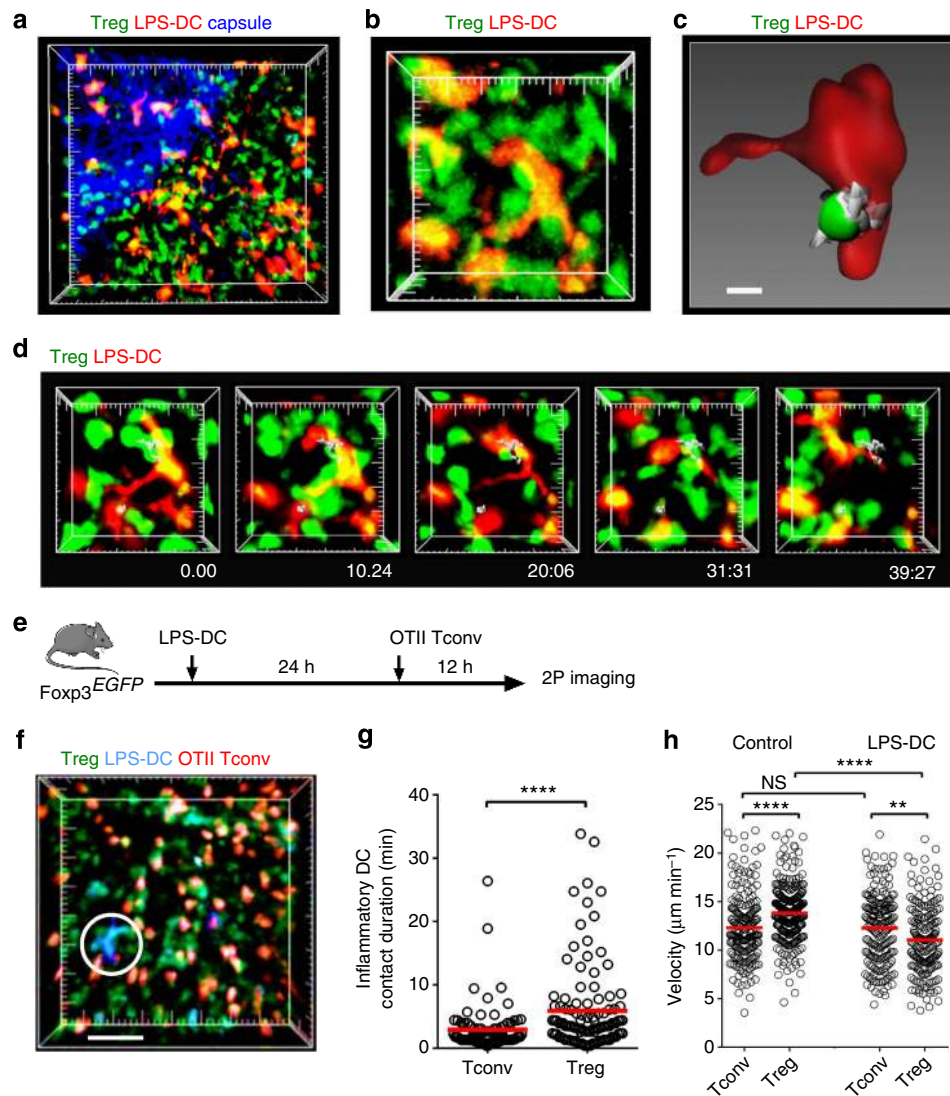 a
Treg LPS-DC capsule
b
Treg LPS-DC
c
Treg LPS-DC
d
Treg LPS-DC
0.00
10.24
20:06
31:31
39:27
e
LPS-DC
OTII Tconv
24 h
12 h
Foxp3EGFP
2P imaging
f
Treg LPS-DC OTII Tconv
g
****
40
30
20
10
0
Inflammatory DC
contact duration (min)
Tconv
Treg
h
Control
LPS-DC
****
NS
****
**
25
20
15
10
5
0
Velocity (µm min⁻¹)
Tconv
Treg
Tconv
Treg